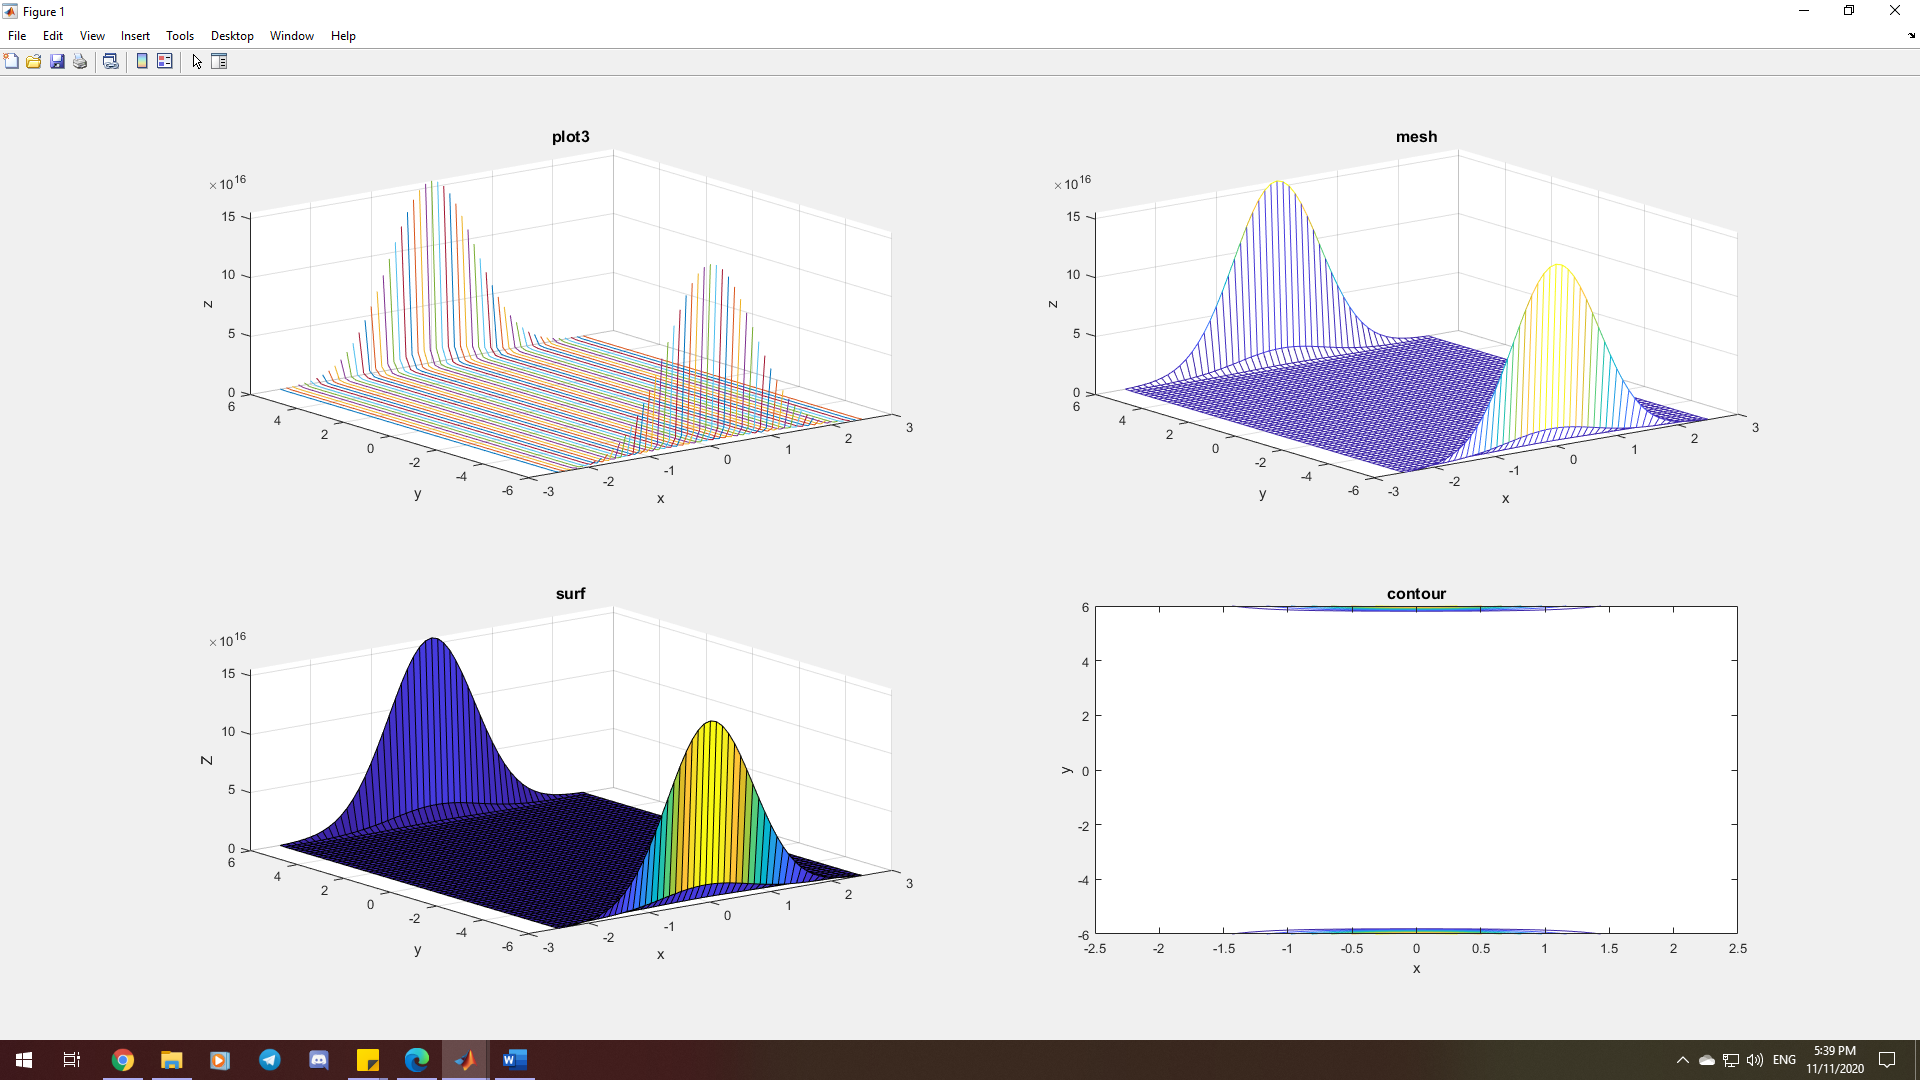 Figure 1
File Edit View Insert Tools Desktop Window Help
plot3
×10^16
15
10
5
0
z
6 4 2 0 -2 -4 -6
y
-3 -2 -1 0 1 2 3
x
mesh
×10^16
15
10
5
0
z
6 4 2 0 -2 -4 -6
y
-3 -2 -1 0 1 2 3
x
surf
×10^16
15
10
5
0
Z
6 4 2 0 -2 -4 -6
y
-3 -2 -1 0 1 2 3
x
contour
6
4
2
0
-2
-4
-6
y
-2.5 -2 -1.5 -1 -0.5 0 0.5 1 1.5 2 2.5
x
W
ENG
5:39 PM
11/11/2020